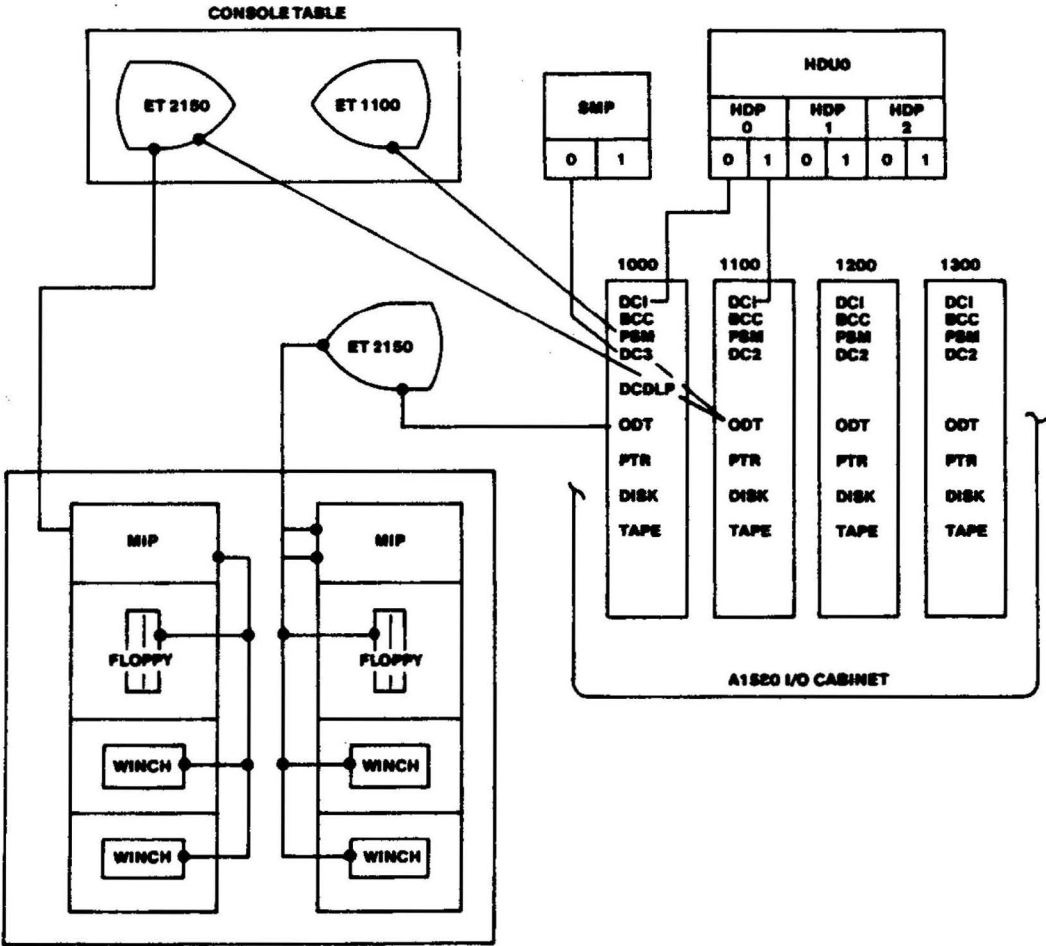 CONSOLE TABLE
ET 2150
ET 1100
SMP
0 1
HDU0
HDP 0 HDP 1 HDP 2
0 1 0 1 0 1
1000 1100 1200 1300
DCI DCI DCI DCI
BCC BCC BCC BCC
PSM PSM PSM PSM
DC3 DC2 DC2 DC2
DCDLP
ODT ODT ODT ODT
PTR PTR PTR PTR
DISK DISK DISK DISK
TAPE TAPE TAPE TAPE
A1520 I/O CABINET
ET 2150
MIP MIP
FLOPPY FLOPPY
WINCH WINCH
WINCH WINCH